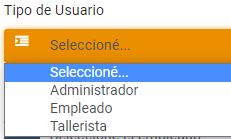 Tipo de Usuario
Seleccioné...
Seleccioné...
Administrador
Empleado
Tallerista